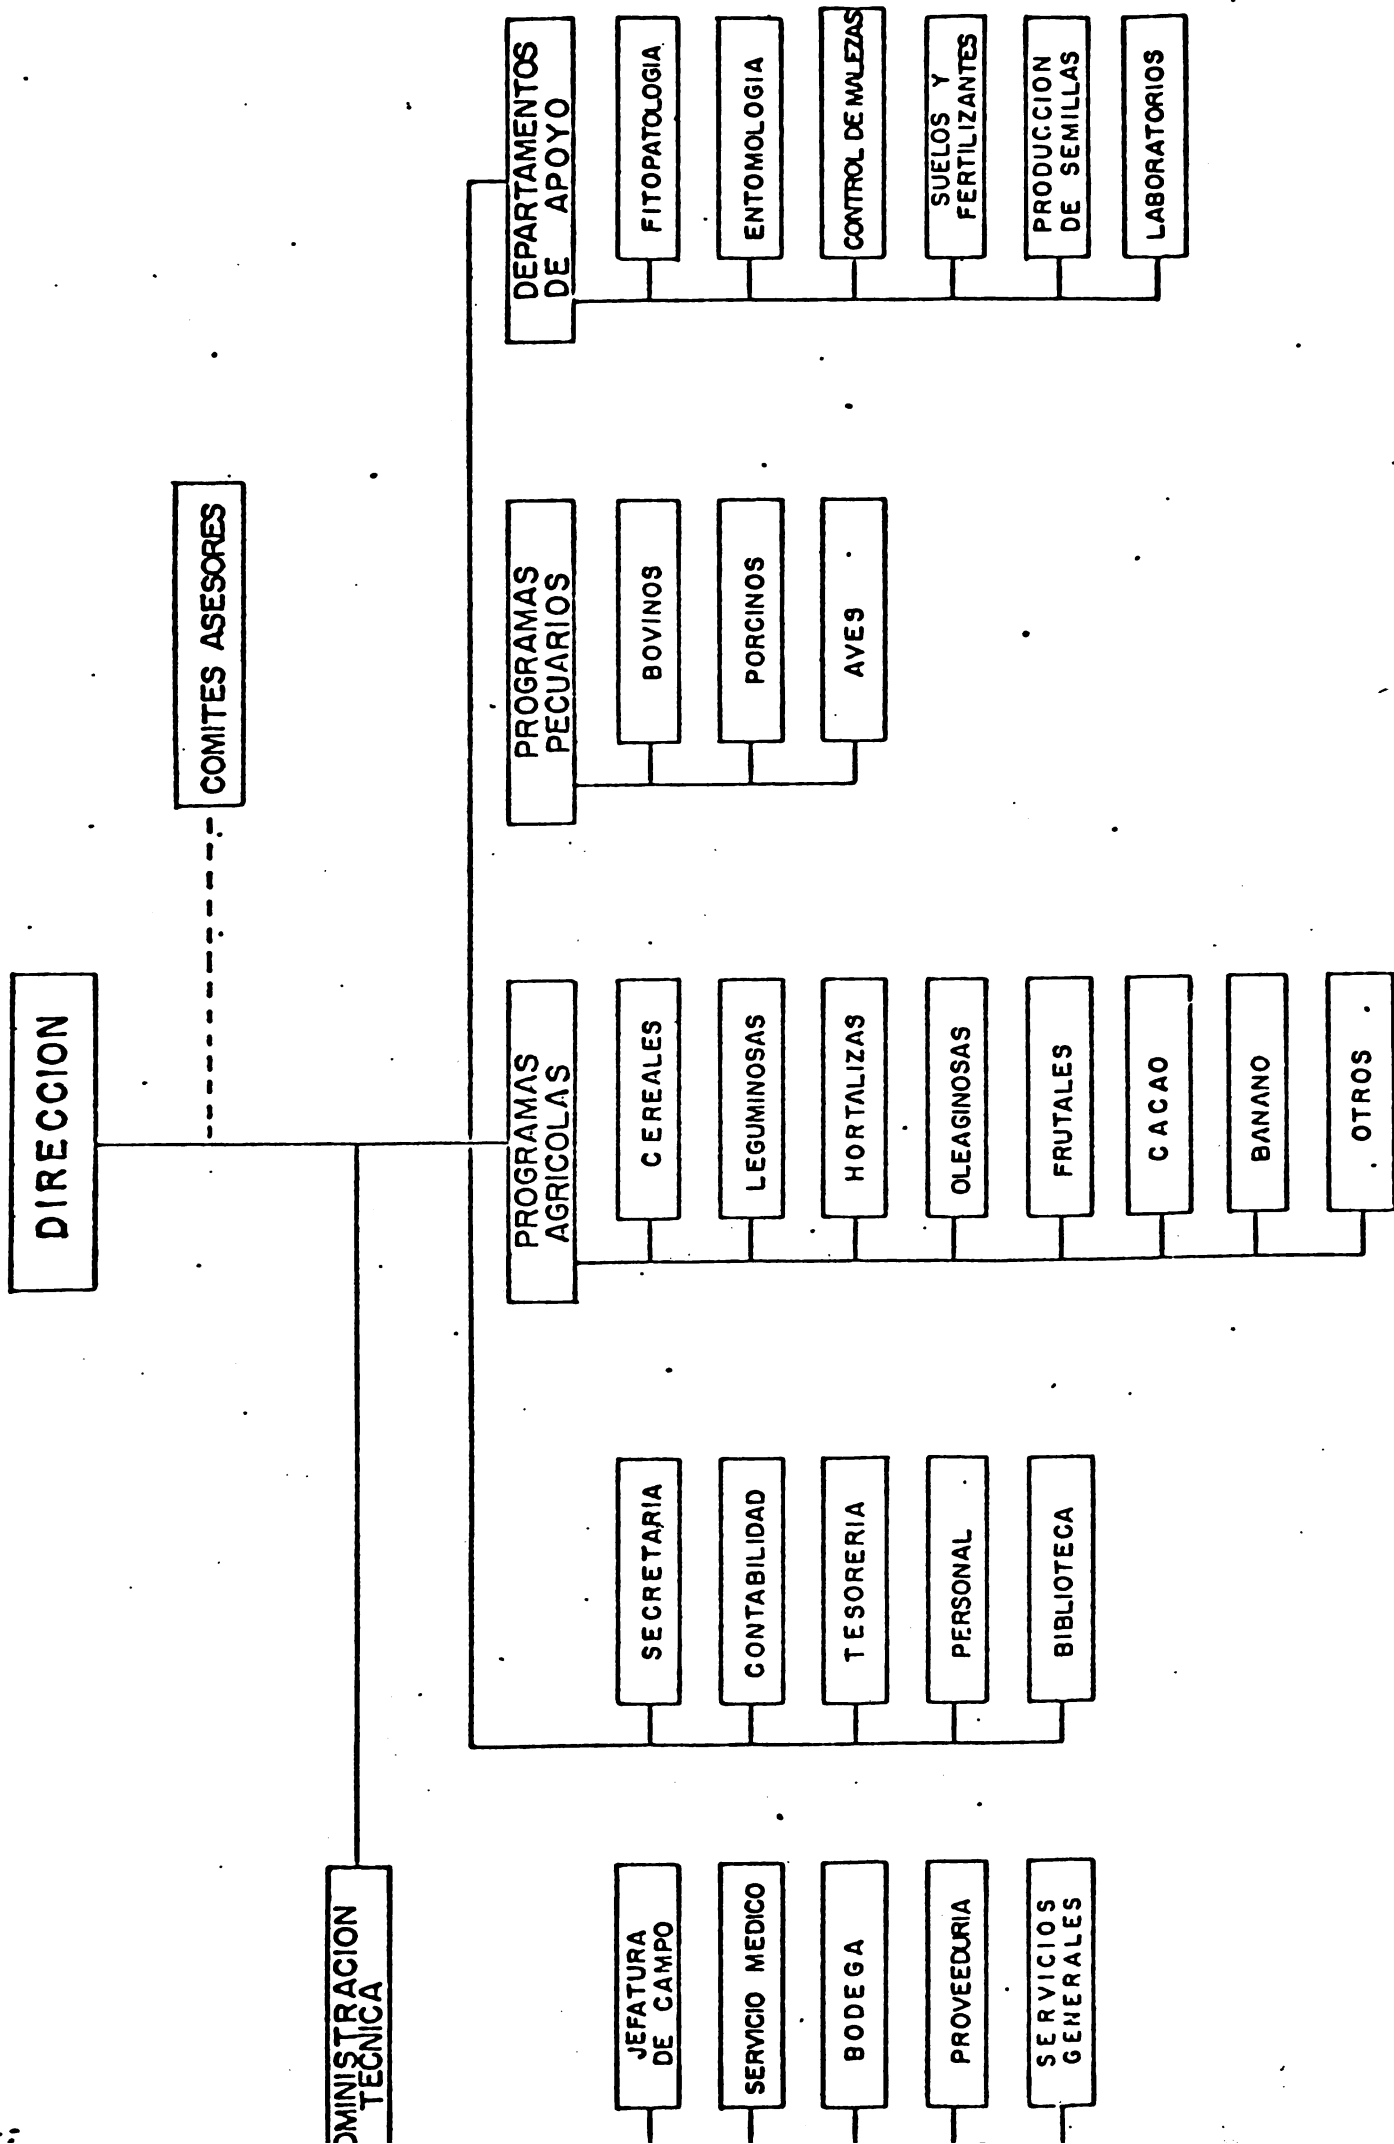 DIRECCION
COMITES ASESORES
DMINISTRACION
TECNICA
PROGRAMAS
AGRICOLAS
PROGRAMAS
PECUARIOS
DEPARTAMENTOS
DE APOYO
JEFATURA
DE CAMPO
SERVICIO MEDICO
BODEGA
PROVEEDURIA
SERVICIOS
GENERALES
SECRETARIA
CONTABILIDAD
TESORERIA
PERSONAL
BIBLIOTECA
CEREALES
LEGUMINOSAS
HORTALIZAS
OLEAGINOSAS
FRUTALES
CACAO
BANANO
OTROS
BOVINOS
PORCINOS
AVES
FITOPATOLOGIA
ENTOMOLOGIA
CONTROL DE MALEZAS
SUELOS Y
FERTILIZANTES
PRODUCCION
DE SEMILLAS
LABORATORIOS